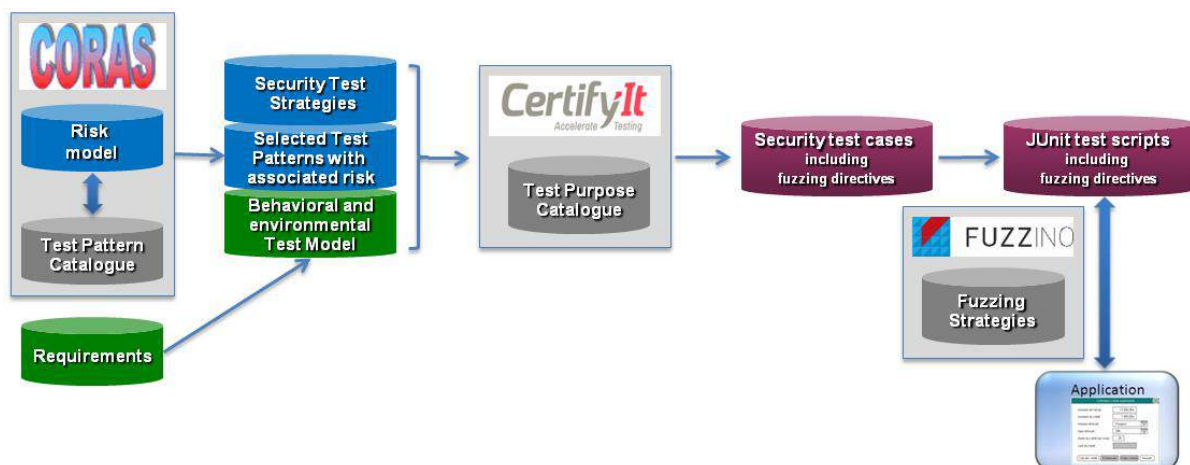 CORAS
Risk
model
Test Pattern
Catalogue
Requirements
Security Test
Strategies
Selected Test
Patterns with
associated risk
Behavioral and
environmental
Test Model
CertifyIt
Accelerate Testing
Test Purpose
Catalogue
Security test cases
including
fuzzing directives
JUnit test scripts
including
fuzzing directives
FUZZINO
Fuzzing
Strategies
Application